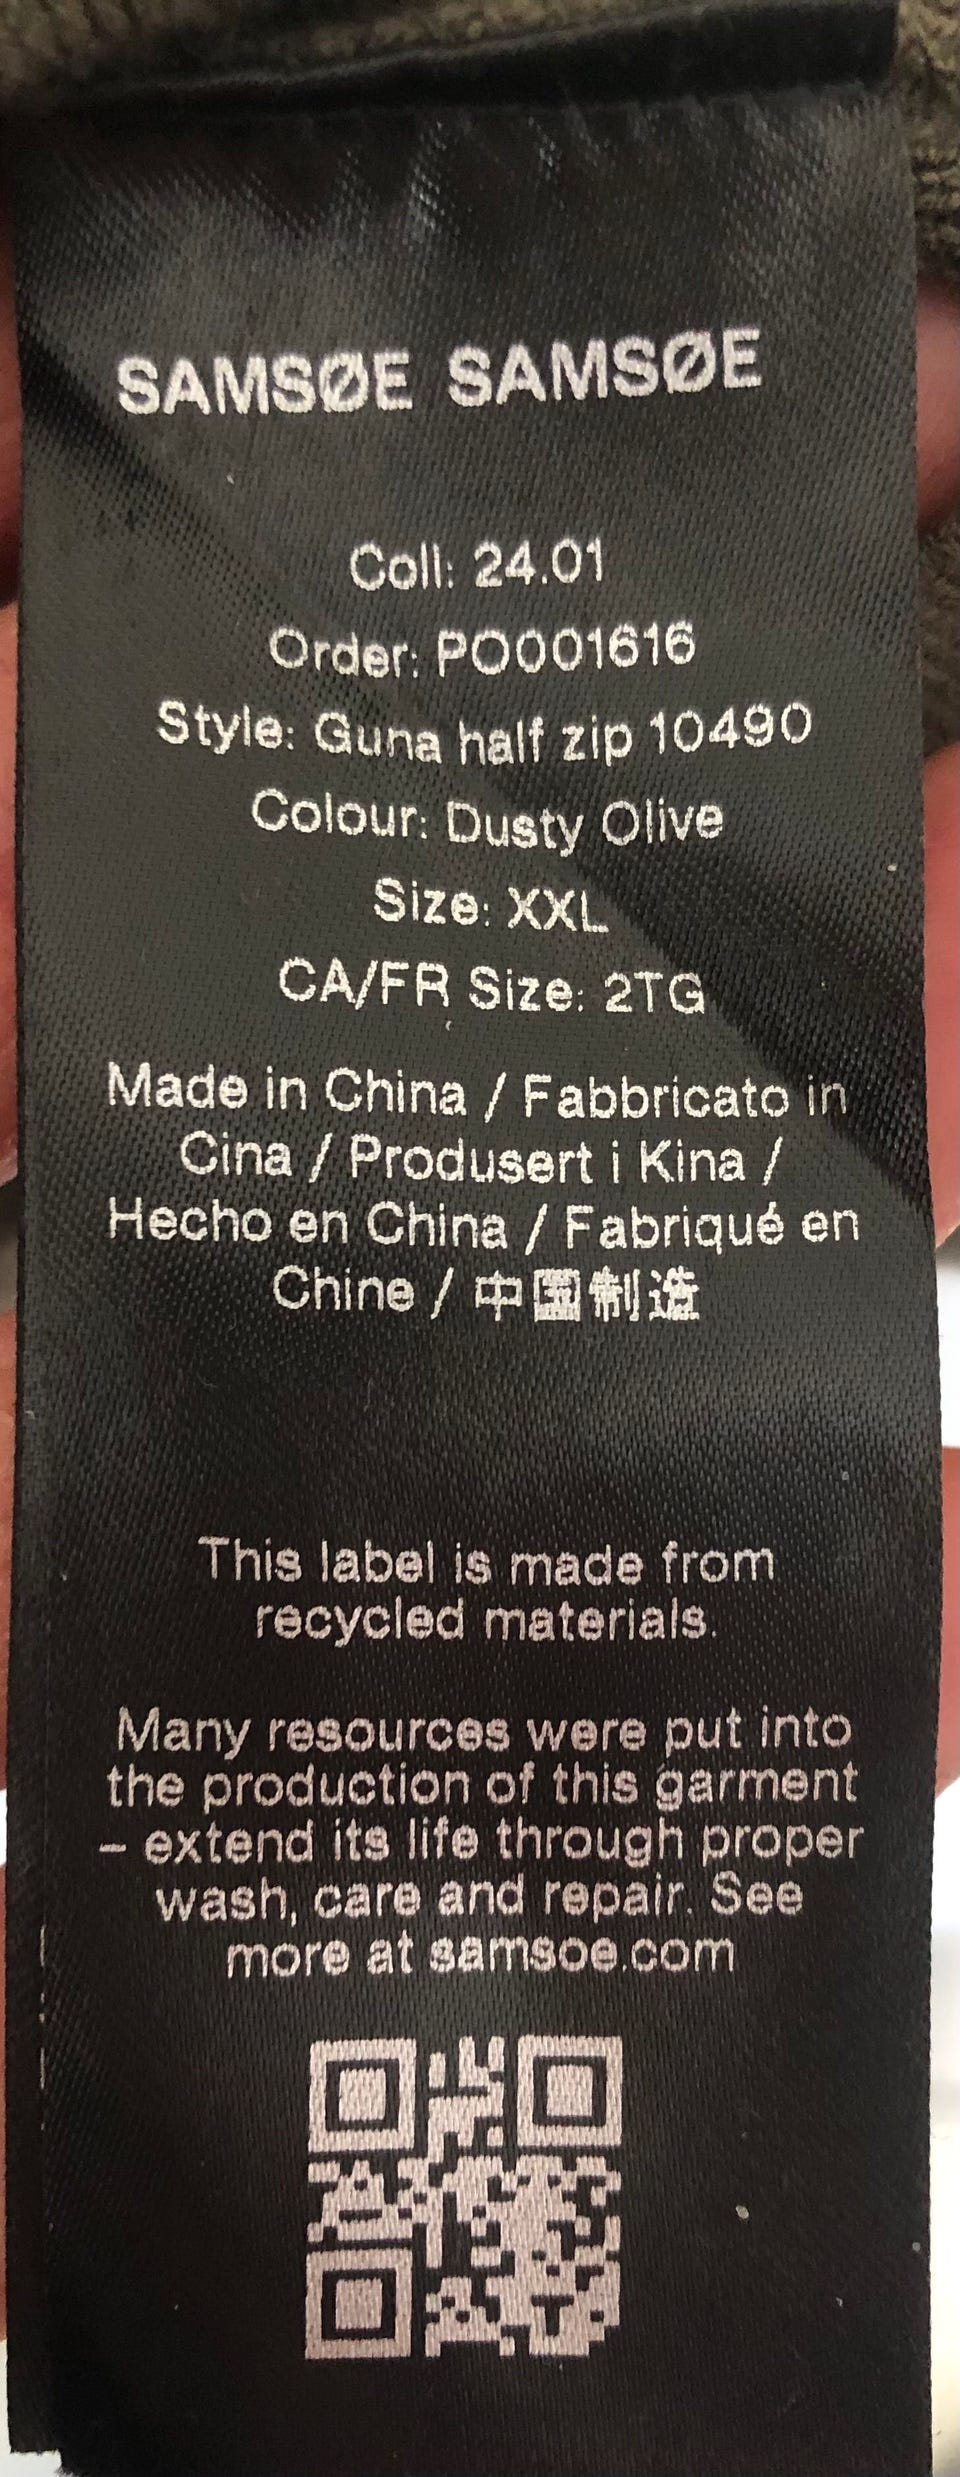 SAMSØE SAMSØE
Coll: 24.01
Order: PO001616
Style: Guna half zip 10490
Colour: Dusty Olive
Size: XXL
CA/FR Size: 2TG
Made in China / Fabbricato in
Cina / Produsert i Kina /
Hecho en China / Fabriqué en
Chine / 中国制造
This label is made from
recycled materials.
Many resources were put into
the production of this garment
– extend its life through proper
wash, care and repair. See
more at samsoe.com